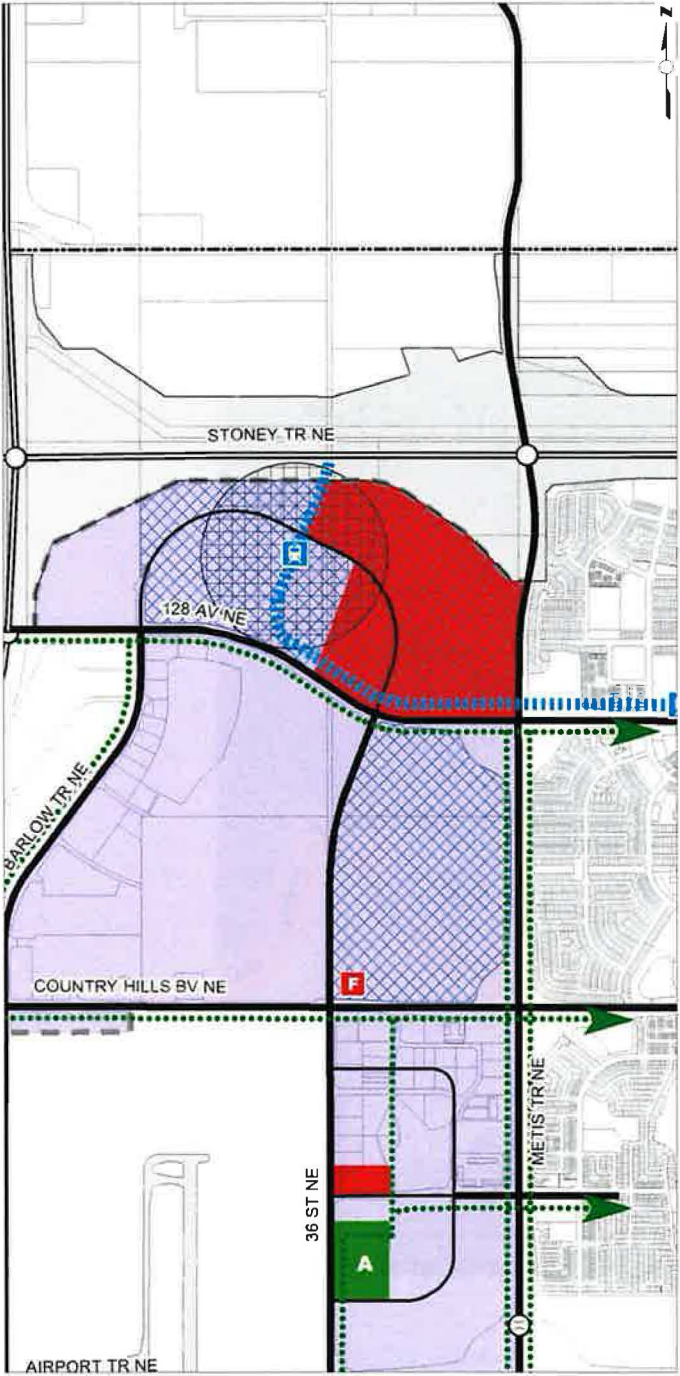 N
STONEY TR NE
128 AV NE
BARLOW TR NE
COUNTRY HILLS BV NE
F
METIS TR NE
36 ST NE
A
AIRPORT TR NE